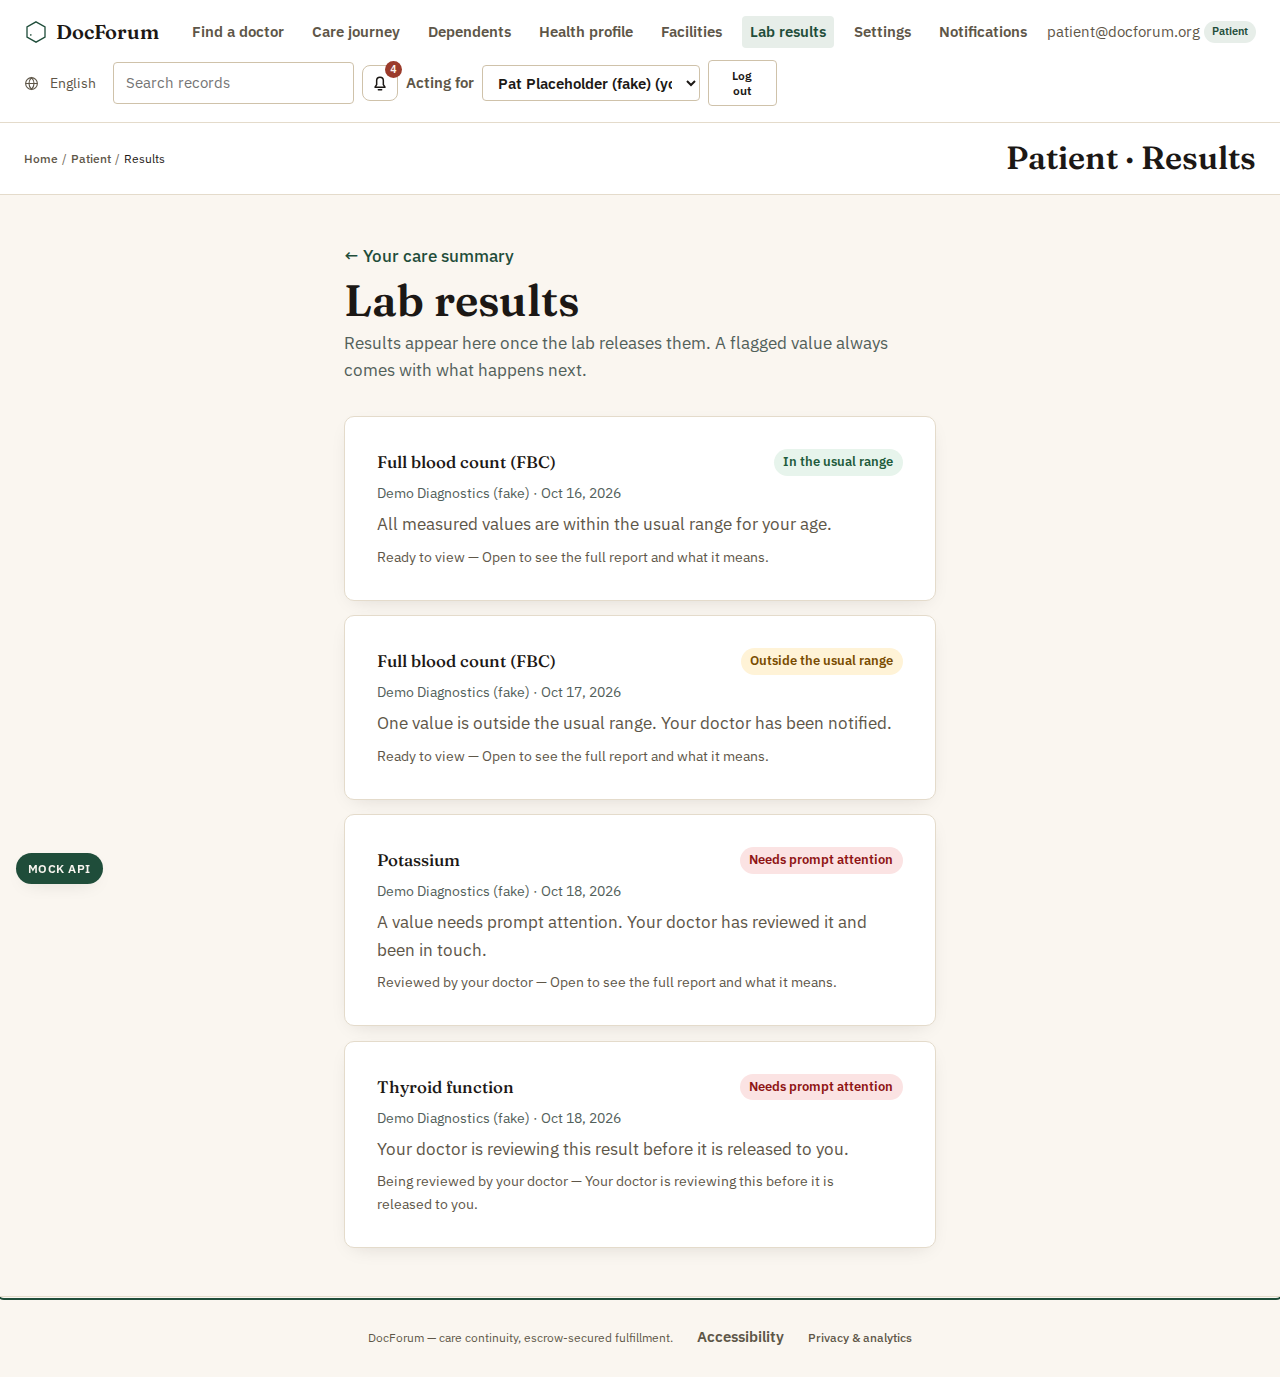 DocForum
Find a doctor
Care journey
Dependents
Health profile
Facilities
Lab results
Settings
Notifications
patient@docforum.org
Patient
English
Search records
4
Acting for
Pat Placeholder (fake) (yo
Log
out
Home / Patient / Results
Patient · Results
← Your care summary
Lab results
Results appear here once the lab releases them. A flagged value always
comes with what happens next.
Full blood count (FBC)
In the usual range
Demo Diagnostics (fake) · Oct 16, 2026
All measured values are within the usual range for your age.
Ready to view — Open to see the full report and what it means.
Full blood count (FBC)
Outside the usual range
Demo Diagnostics (fake) · Oct 17, 2026
One value is outside the usual range. Your doctor has been notified.
Ready to view — Open to see the full report and what it means.
Potassium
Needs prompt attention
Demo Diagnostics (fake) · Oct 18, 2026
A value needs prompt attention. Your doctor has reviewed it and
been in touch.
Reviewed by your doctor — Open to see the full report and what it means.
MOCK API
Thyroid function
Needs prompt attention
Demo Diagnostics (fake) · Oct 18, 2026
Your doctor is reviewing this result before it is released to you.
Being reviewed by your doctor — Your doctor is reviewing this before it is
released to you.
DocForum — care continuity, escrow-secured fulfillment.
Accessibility
Privacy & analytics